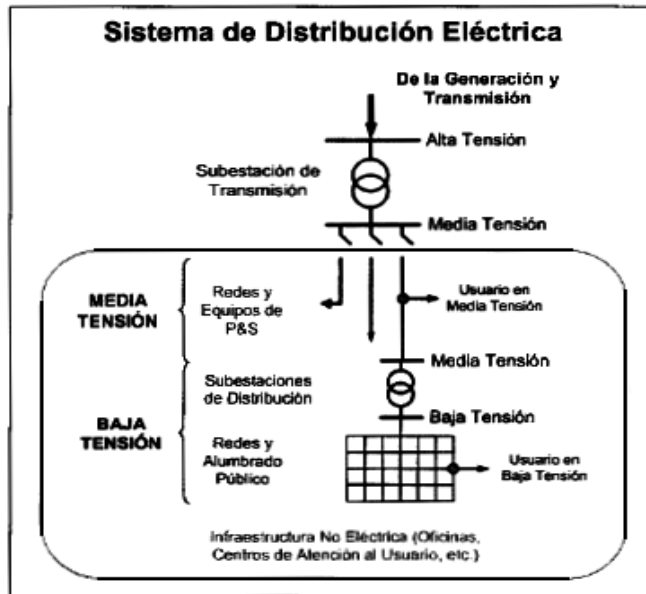 Sistema de Distribución Eléctrica
De la Generación y
Transmisión
Alta Tensión
Subestación de
Transmisión
Media Tensión
MEDIA
TENSIÓN
Redes y
Equipos de
P&S
Usuario en
Media Tensión
Media Tensión
Subestaciones
de Distribución
Baja Tensión
BAJA
TENSIÓN
Redes y
Alumbrado
Público
Usuario en
Baja Tensión
Infraestructura No Eléctrica (Oficinas,
Centros de Atención al Usuario, etc.)